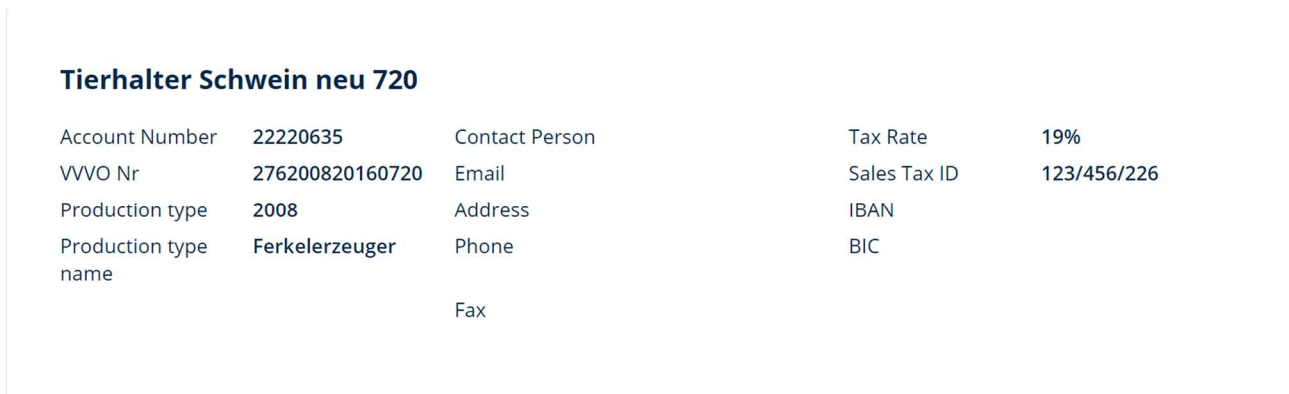 Tierhalter Schwein neu 720
Account Number 22220635 Contact Person Tax Rate 19%
VVVO Nr 276200820160720 Email Sales Tax ID 123/456/226
Production type 2008 Address IBAN
Production type Ferkelerzeuger Phone BIC
name
Fax